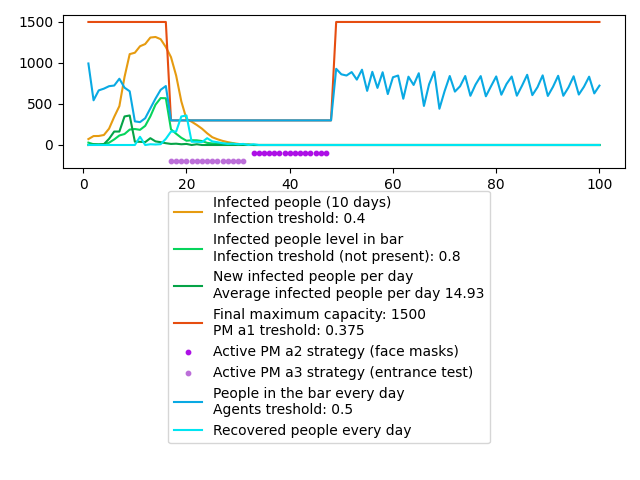 1500
1000
500
0
0
20
40
60
80
100
Infected people (10 days)
Infection treshold: 0.4
Infected people level in bar
Infection treshold (not present): 0.8
New infected people per day
Average infected people per day 14.93
Final maximum capacity: 1500
PM a1 treshold: 0.375
Active PM a2 strategy (face masks)
Active PM a3 strategy (entrance test)
People in the bar every day
Agents treshold: 0.5
Recovered people every day